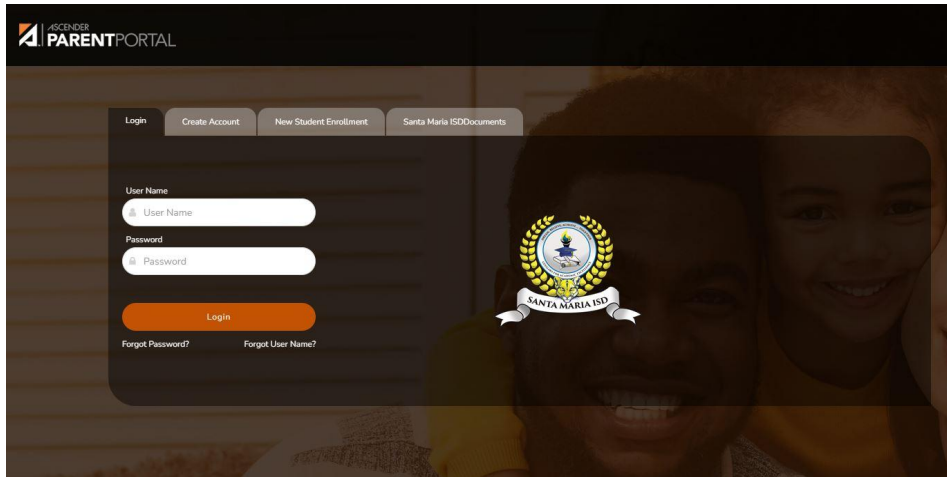 ASCENDER
PARENTPORTAL
Login
Create Account
New Student Enrollment
Santa Maria ISDDocuments
User Name
User Name
Password
Password
Login
Forgot Password?
Forgot User Name?
SANTA MARIA ISD